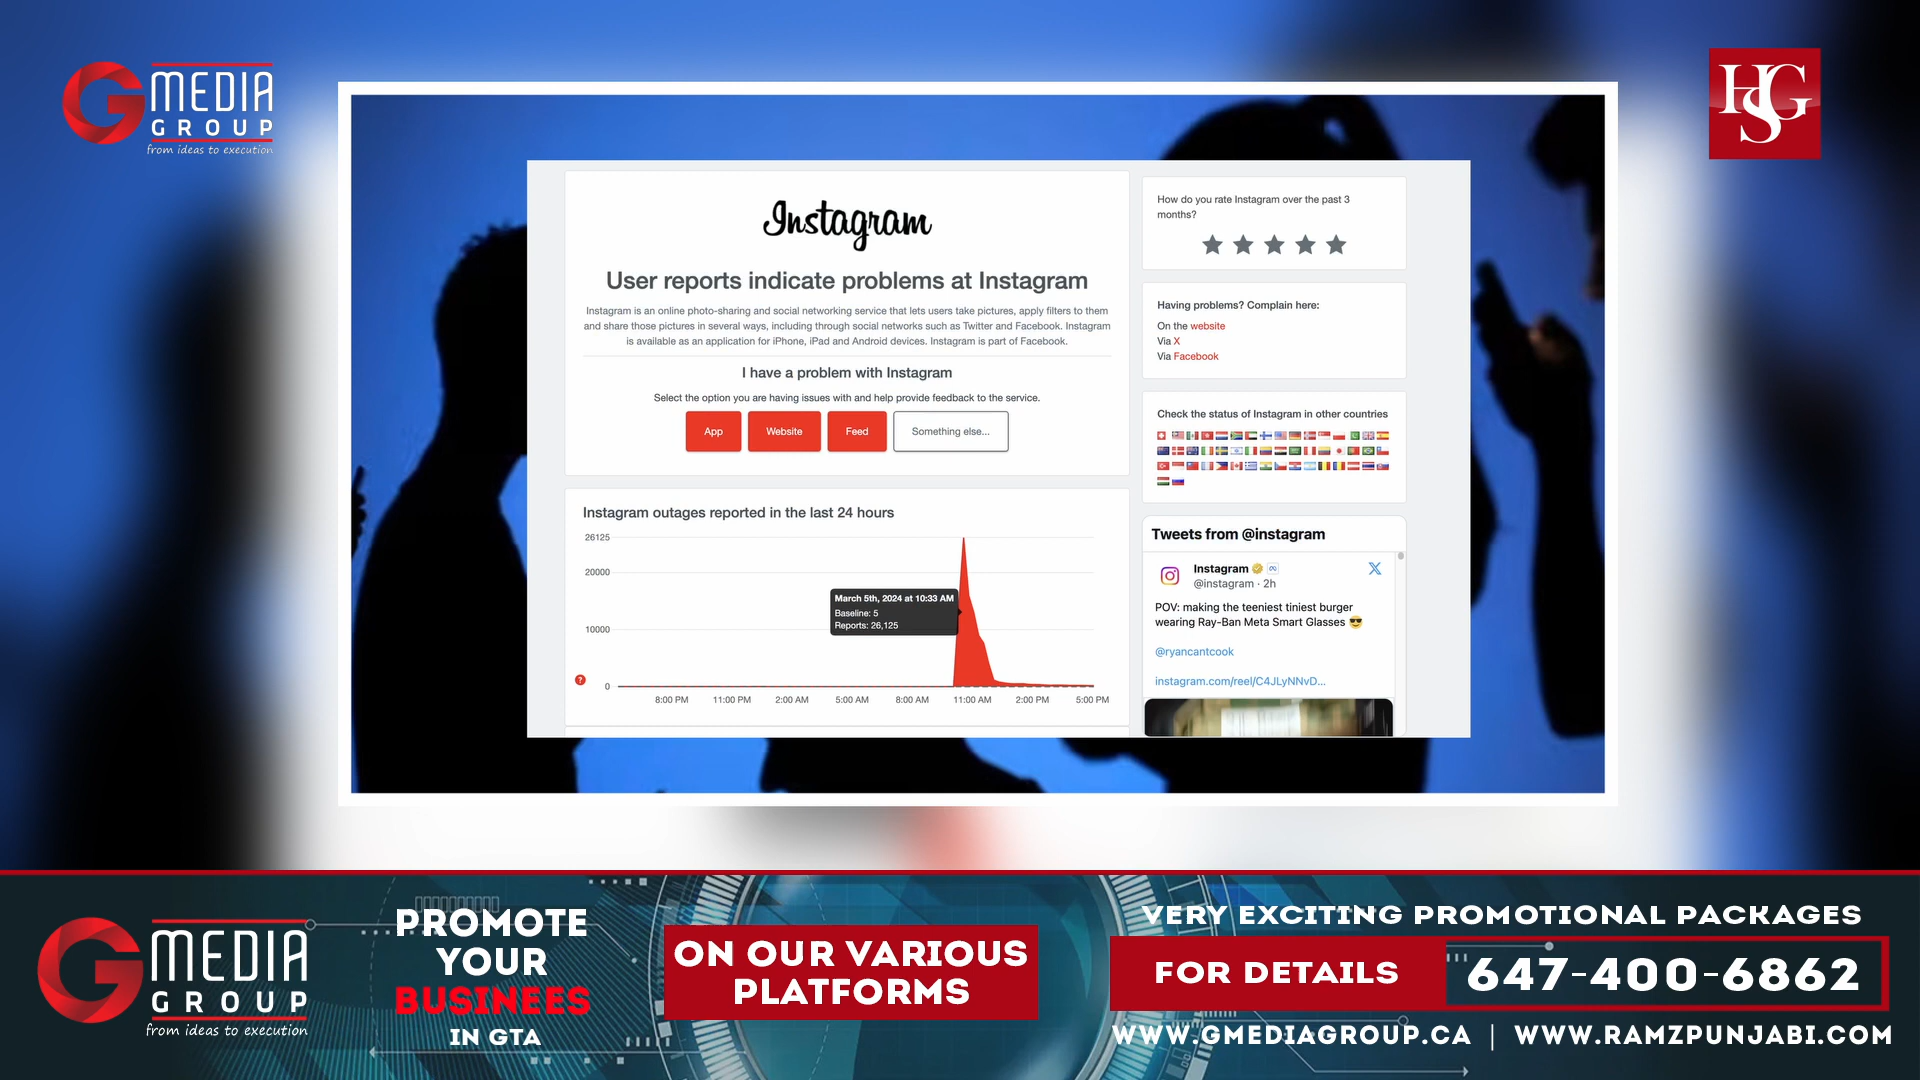 G MEDIA
GROUP
from ideas to execution
HSG
Instagram
User reports indicate problems at Instagram
Instagram is an online photo-sharing and social networking service that lets users take pictures, apply filters to them
and share those pictures in several ways, including through social networks such as Twitter and Facebook. Instagram
is available as an application for iPhone, iPad and Android devices. Instagram is part of Facebook.
I have a problem with Instagram
Select the option you are having issues with and help provide feedback to the service.
App
Website
Feed
Something else...
Instagram outages reported in the last 24 hours
26125
20000
10000
0
?
March 5th, 2024 at 10:33 AM
Baseline: 5
Reports: 26,125
8:00 PM 11:00 PM 2:00 AM 5:00 AM 8:00 AM 11:00 AM 2:00 PM 5:00 PM
How do you rate Instagram over the past 3
months?
Having problems? Complain here:
On the website
Via X
Via Facebook
Check the status of Instagram in other countries
Tweets from @instagram
Instagram
@instagram · 2h
X
POV: making the teeniest tiniest burger
wearing Ray-Ban Meta Smart Glasses 😎
@ryancantcook
instagram.com/reel/C4JLyNNvD...
G MEDIA
GROUP
from ideas to execution
PROMOTE
YOUR
BUSINEES
IN GTA
ON OUR VARIOUS
PLATFORMS
VERY EXCITING PROMOTIONAL PACKAGES
FOR DETAILS
647-400-6862
WWW.GMEDIAGROUP.CA | WWW.RAMZPUNJABI.COM